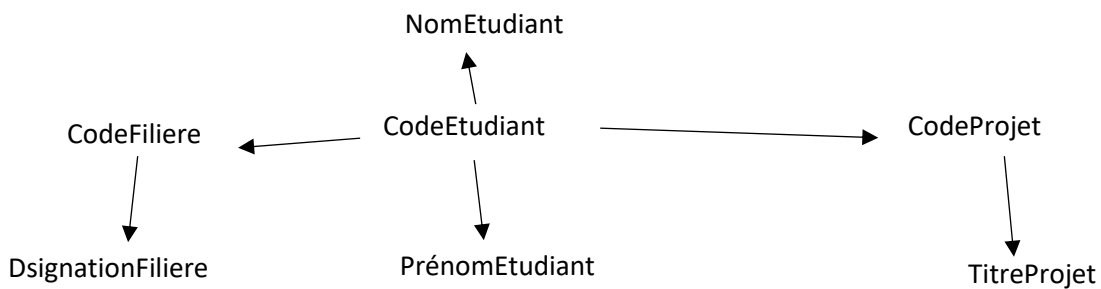 NomEtudiant
CodeFiliere
CodeEtudiant
CodeProjet
DsignationFiliere
PrénomEtudiant
TitreProjet